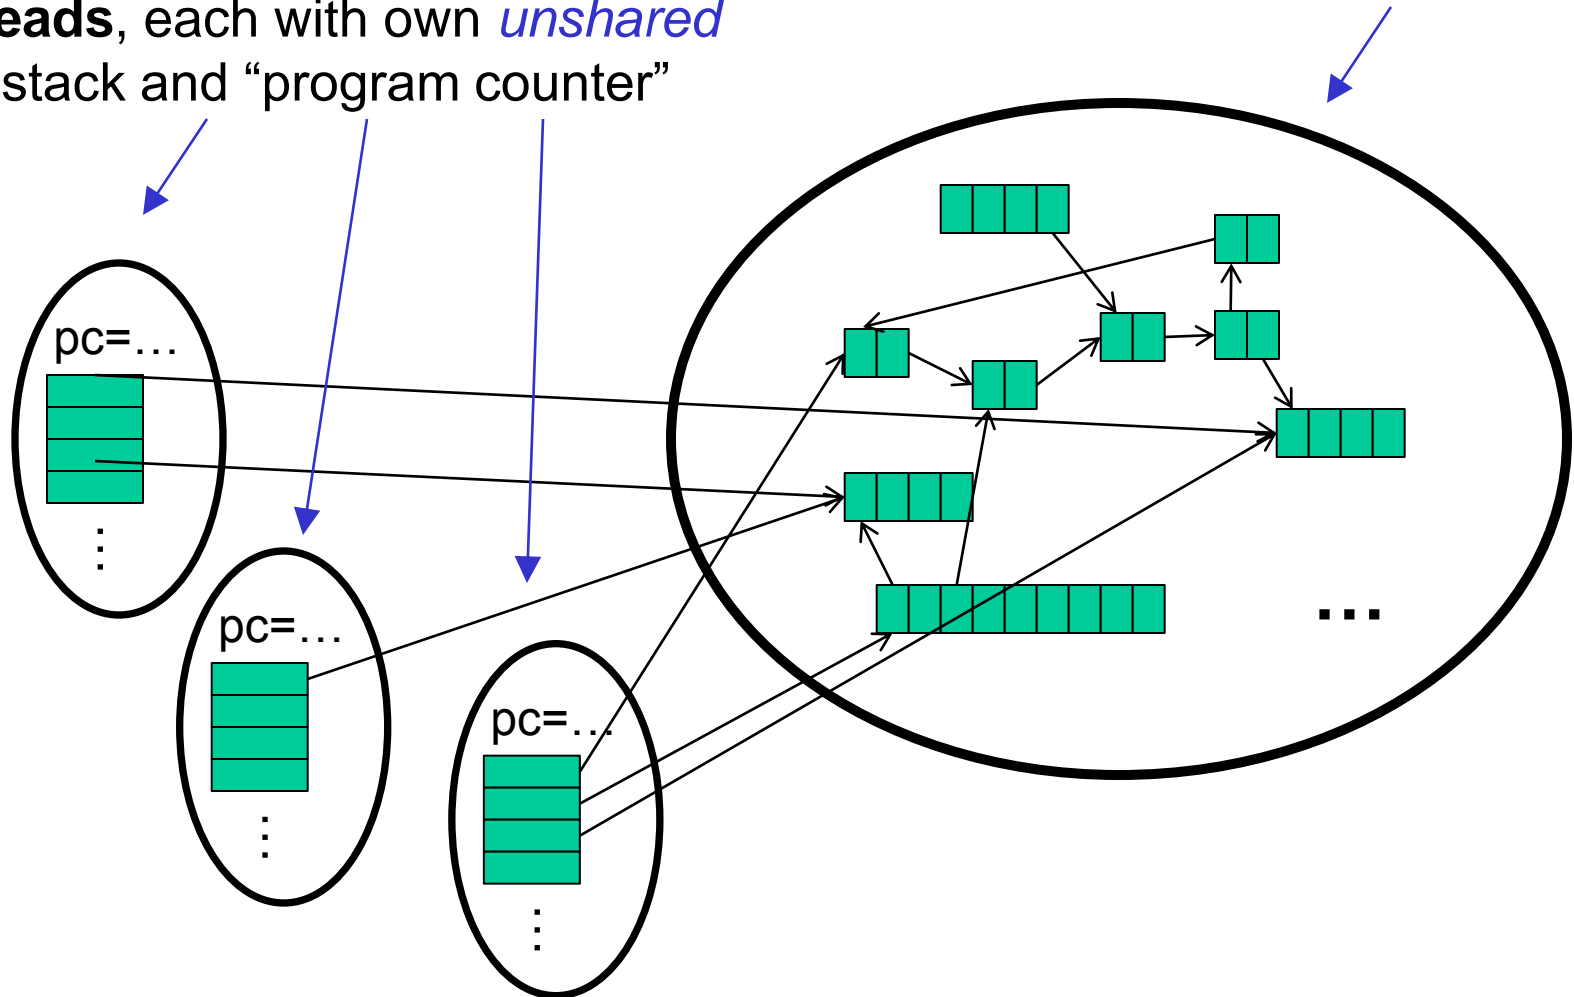 eads, each with own unshared
stack and “program counter”
pc=…
pc=…
pc=…
…